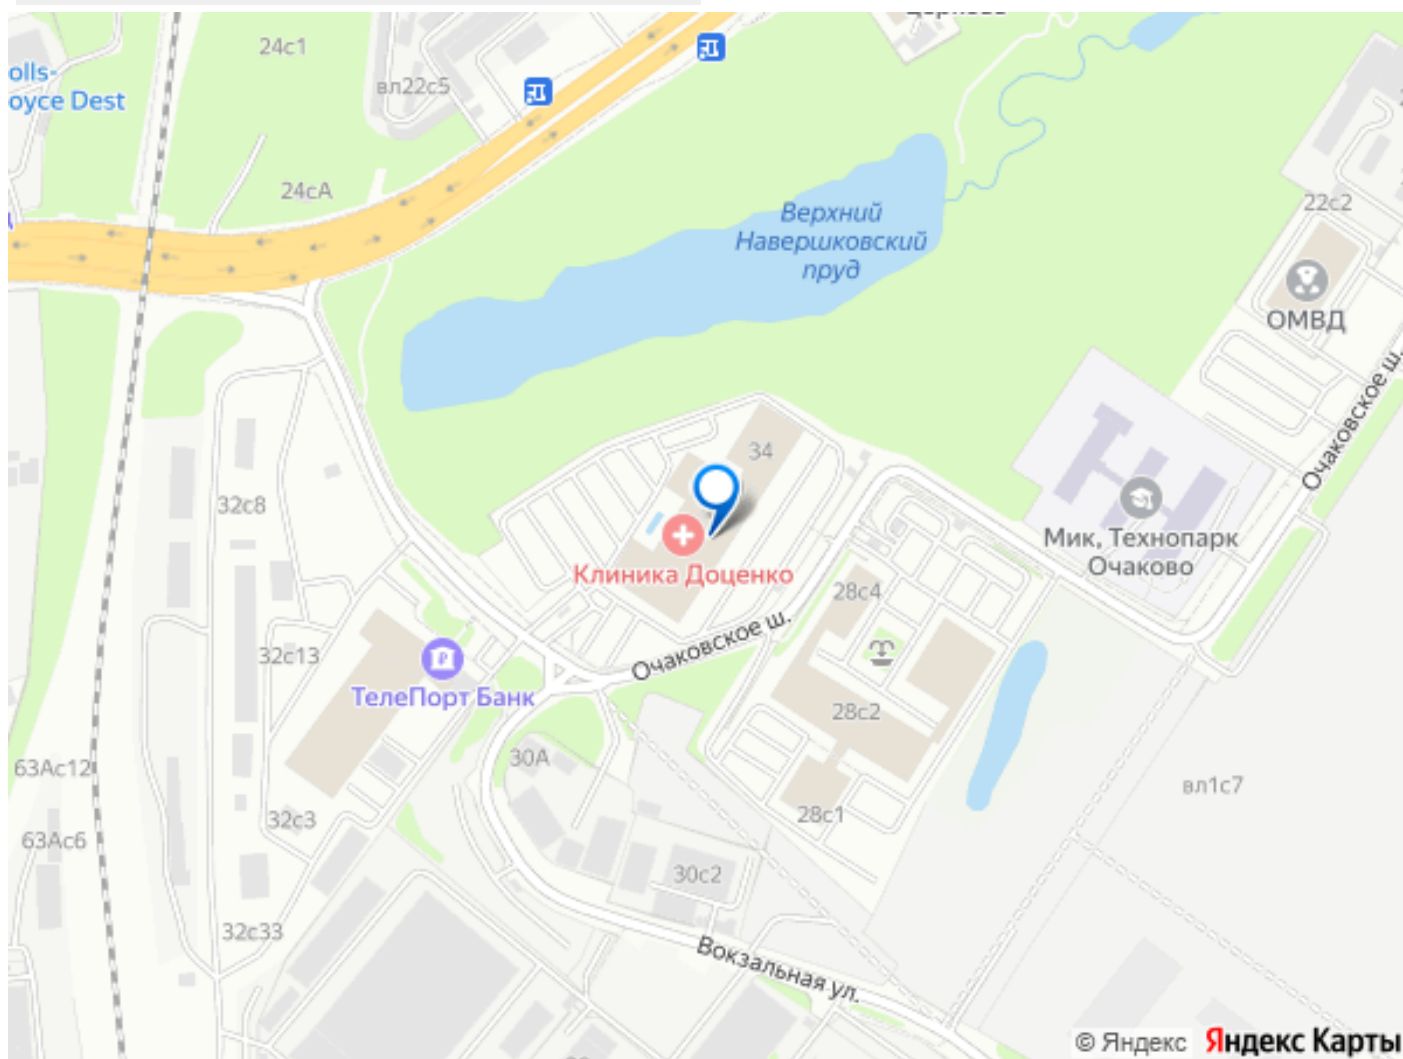 24с1
olls-
oyce Dest
вл22с5
24сА
22с2
Верхний
Навершковский
пруд
ОМВД
Очаковское ш.
34
32с8
Клиника Доценко
Мик, Технопарк
Очаково
28с4
Очаковское ш.
32с13
ТелеПорт Банк
28с2
30А
63Ас12
вл1с7
32с3
28с1
63Ас6
30с2
32с33
Вокзальная ул.
© Яндекс Яндекс Карты